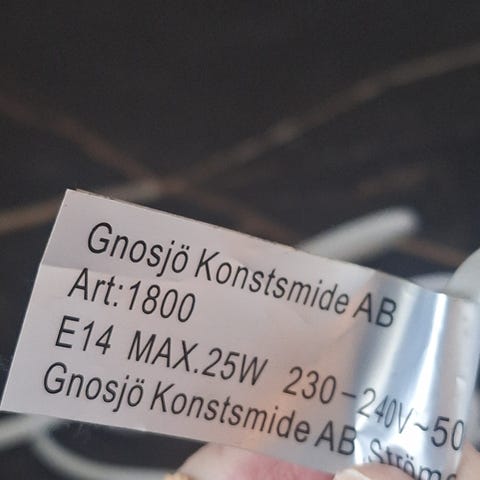 Gnosjö Konstsmide AB
Art:1800
E14 MAX.25W 230-240V~50
Gnosjö Konstsmide AB